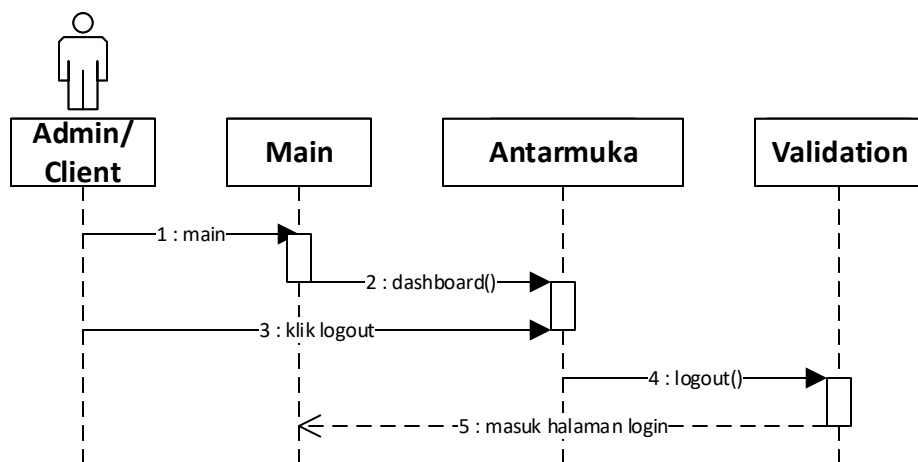 Admin/
Client
Main
Antarmuka
Validation
1 : main
2 : dashboard()
3 : klik logout
4 : logout()
5 : masuk halaman login